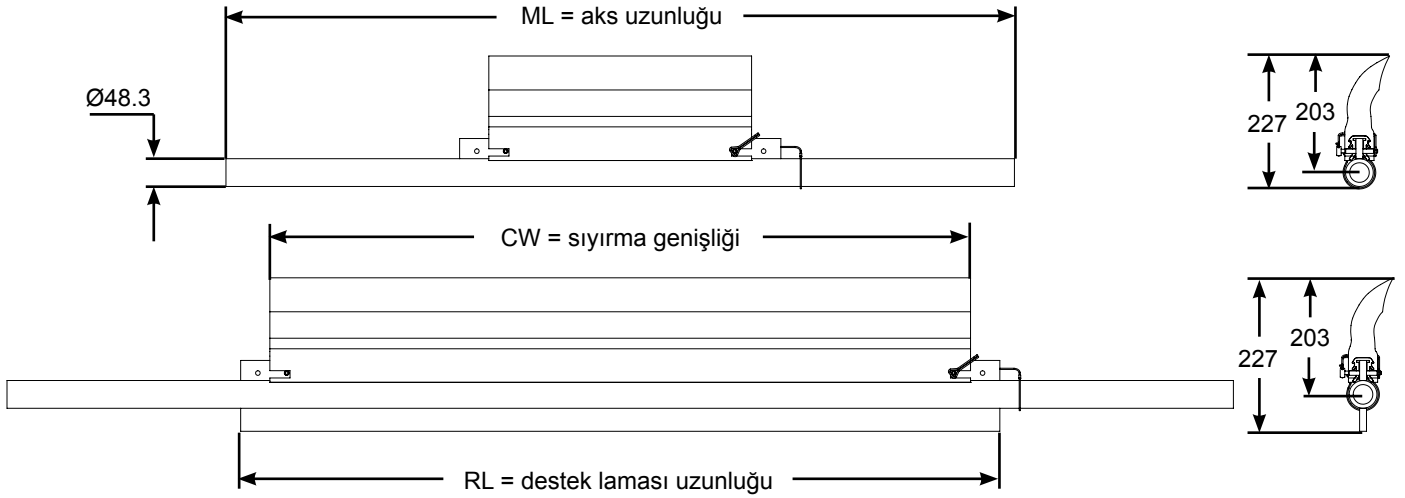 ML = aks uzunluğu
Ø48.3
227
203
CW = sıyırma genişliği
203
227
RL = destek laması uzunluğu